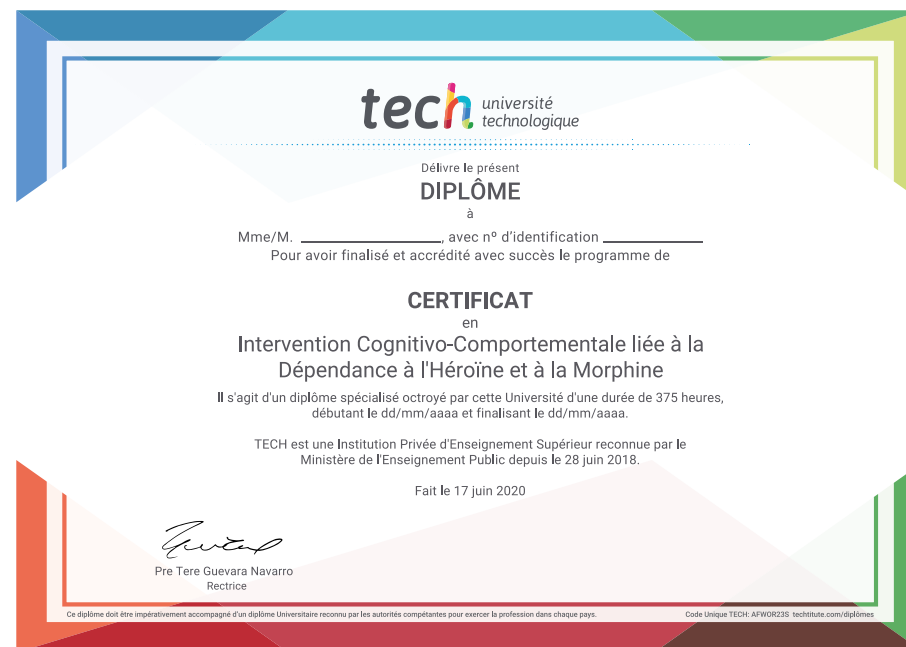 tech université
technologique
Délivre le présent
DIPLÔME
à
Mme/M. ____________________, avec nº d’identification ______________
Pour avoir finalisé et accrédité avec succès le programme de
CERTIFICAT
en
Intervention Cognitivo-Comportementale liée à la
Dépendance à l'Héroïne et à la Morphine
Il s'agit d'un diplôme spécialisé octroyé par cette Université d'une durée de 375 heures,
débutant le dd/mm/aaaa et finalisant le dd/mm/aaaa.
TECH est une Institution Privée d'Enseignement Supérieur reconnue par le
Ministère de l'Enseignement Public depuis le 28 juin 2018.
Fait le 17 juin 2020
Pre Tere Guevara Navarro
Rectrice
Ce diplôme doit être impérativement accompagné d'un diplôme Universitaire reconnu par les autorités compétantes pour exercer la profession dans chaque pays. Code Unique TECH: AFWOR23S techtitute.com/diplômes